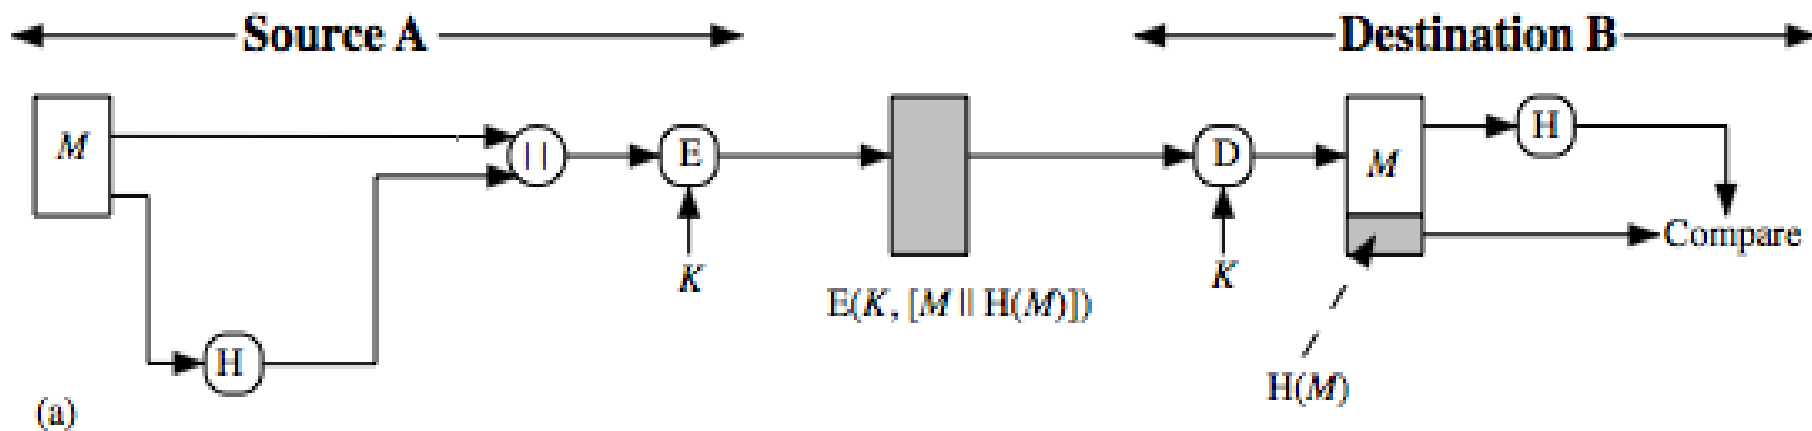 Source A
Destination B
M
||
E
D
M
H
K
K
Compare
E(K, [M || H(M)])
H
H(M)
(a)